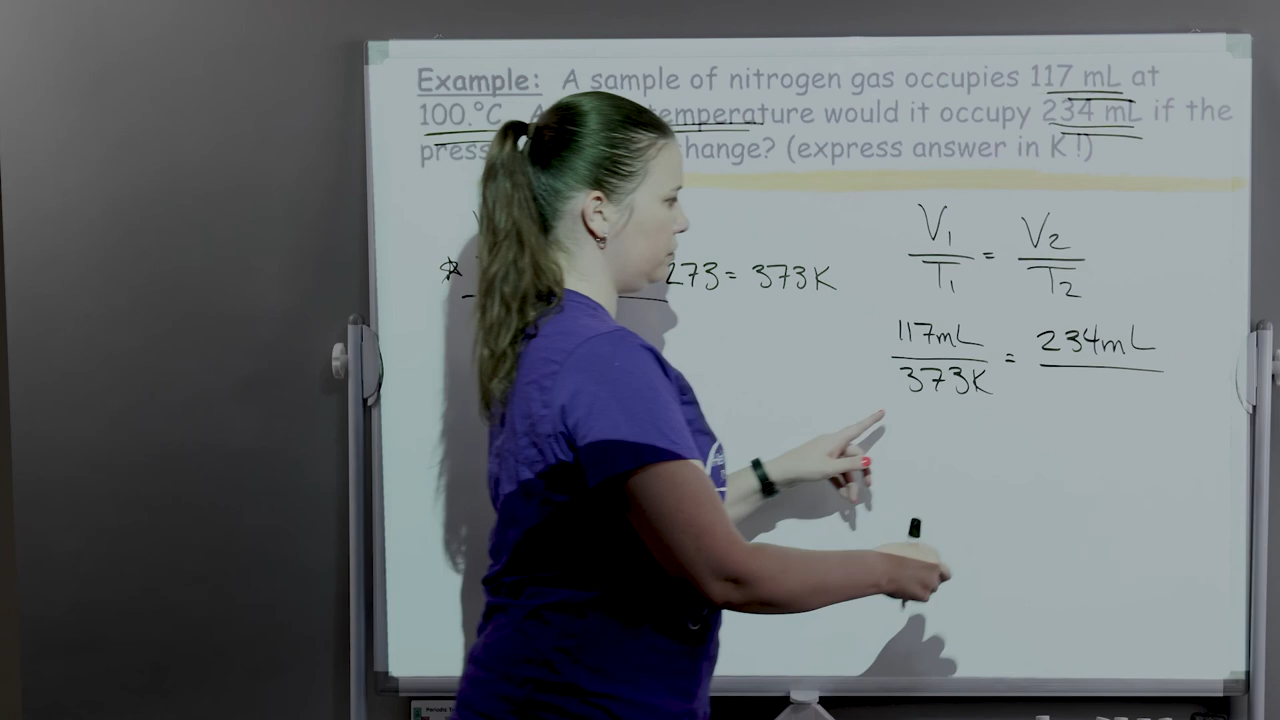 Example: A sample of nitrogen gas occupies 117 mL at
100.°C. A temperature would it occupy 234 mL if the
press hange? (express answer in K!)
V₁/T₁ = V₂/T₂
273 = 373K
117mL/373K = 234mL
Periodic T